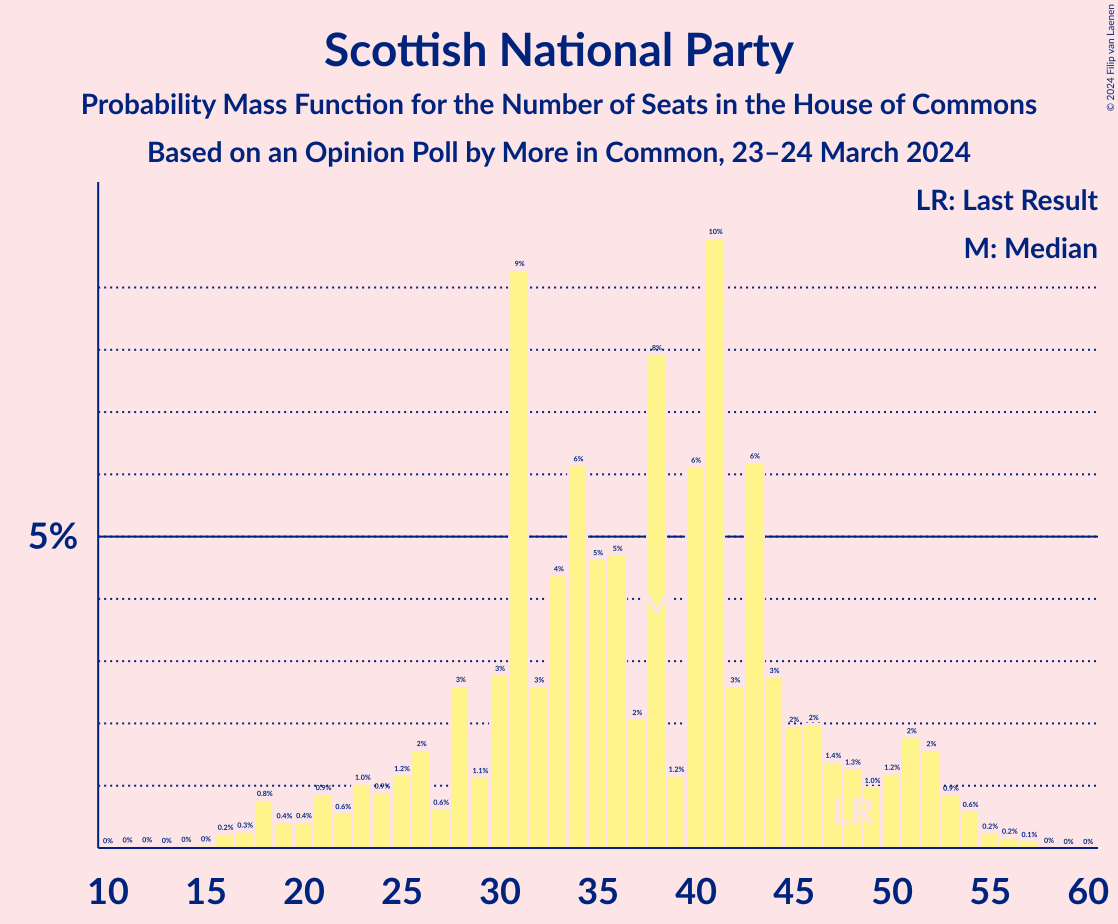 Scottish National Party
Probability Mass Function for the Number of Seats in the House of Commons
Based on an Opinion Poll by More in Common, 23–24 March 2024
© 2024 Filip van Laenen
LR: Last Result
M: Median
5%
0% 0% 0% 0% 0% 0% 0.2% 0.3% 0.8% 0.4% 0.4% 0.9% 0.6% 1.0% 0.9% 1.2% 2% 0.6% 3% 1.1% 3% 9% 3% 4% 6% 5% 5% 2% 8% 1.2% 6% 10% 3% 6% 3% 2% 2% 1.4% 1.3% 1.0% 1.2% 2% 2% 0.9% 0.6% 0.2% 0.2% 0.1% 0% 0% 0%
M
LR
10 15 20 25 30 35 40 45 50 55 60